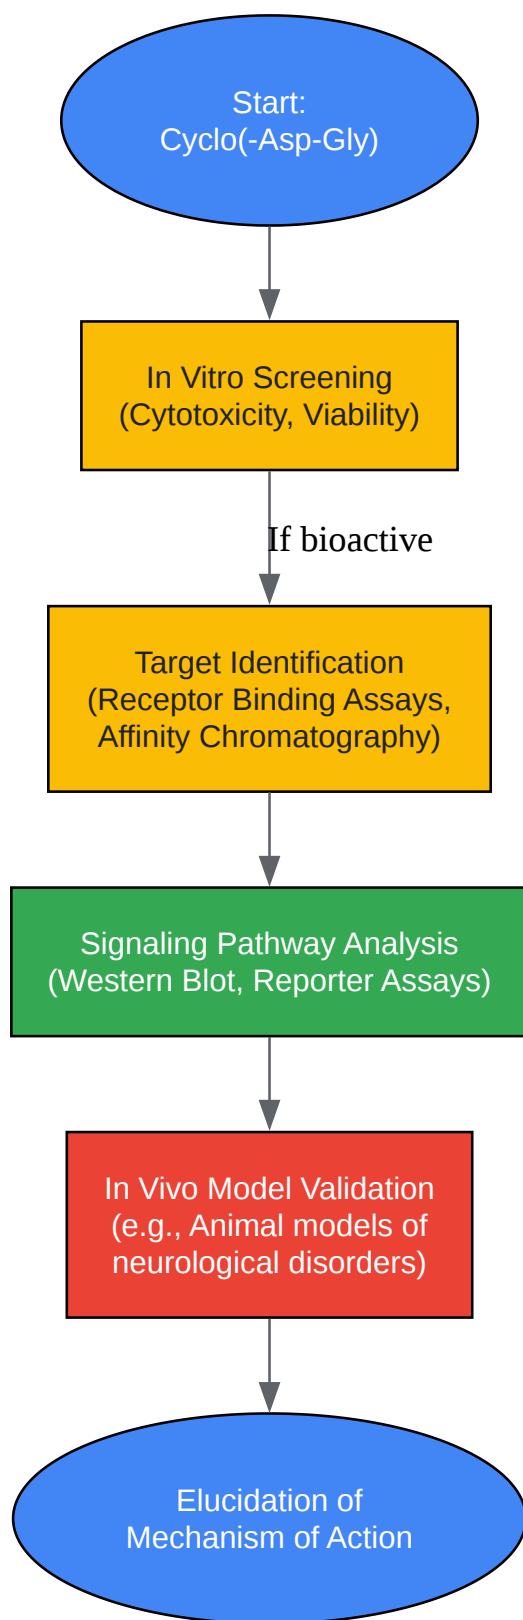 Start:
Cyclo(-Asp-Gly)
In Vitro Screening
(Cytotoxicity, Viability)
If bioactive
Target Identification
(Receptor Binding Assays,
Affinity Chromatography)
Signaling Pathway Analysis
(Western Blot, Reporter Assays)
In Vivo Model Validation
(e.g., Animal models of
neurological disorders)
Elucidation of
Mechanism of Action